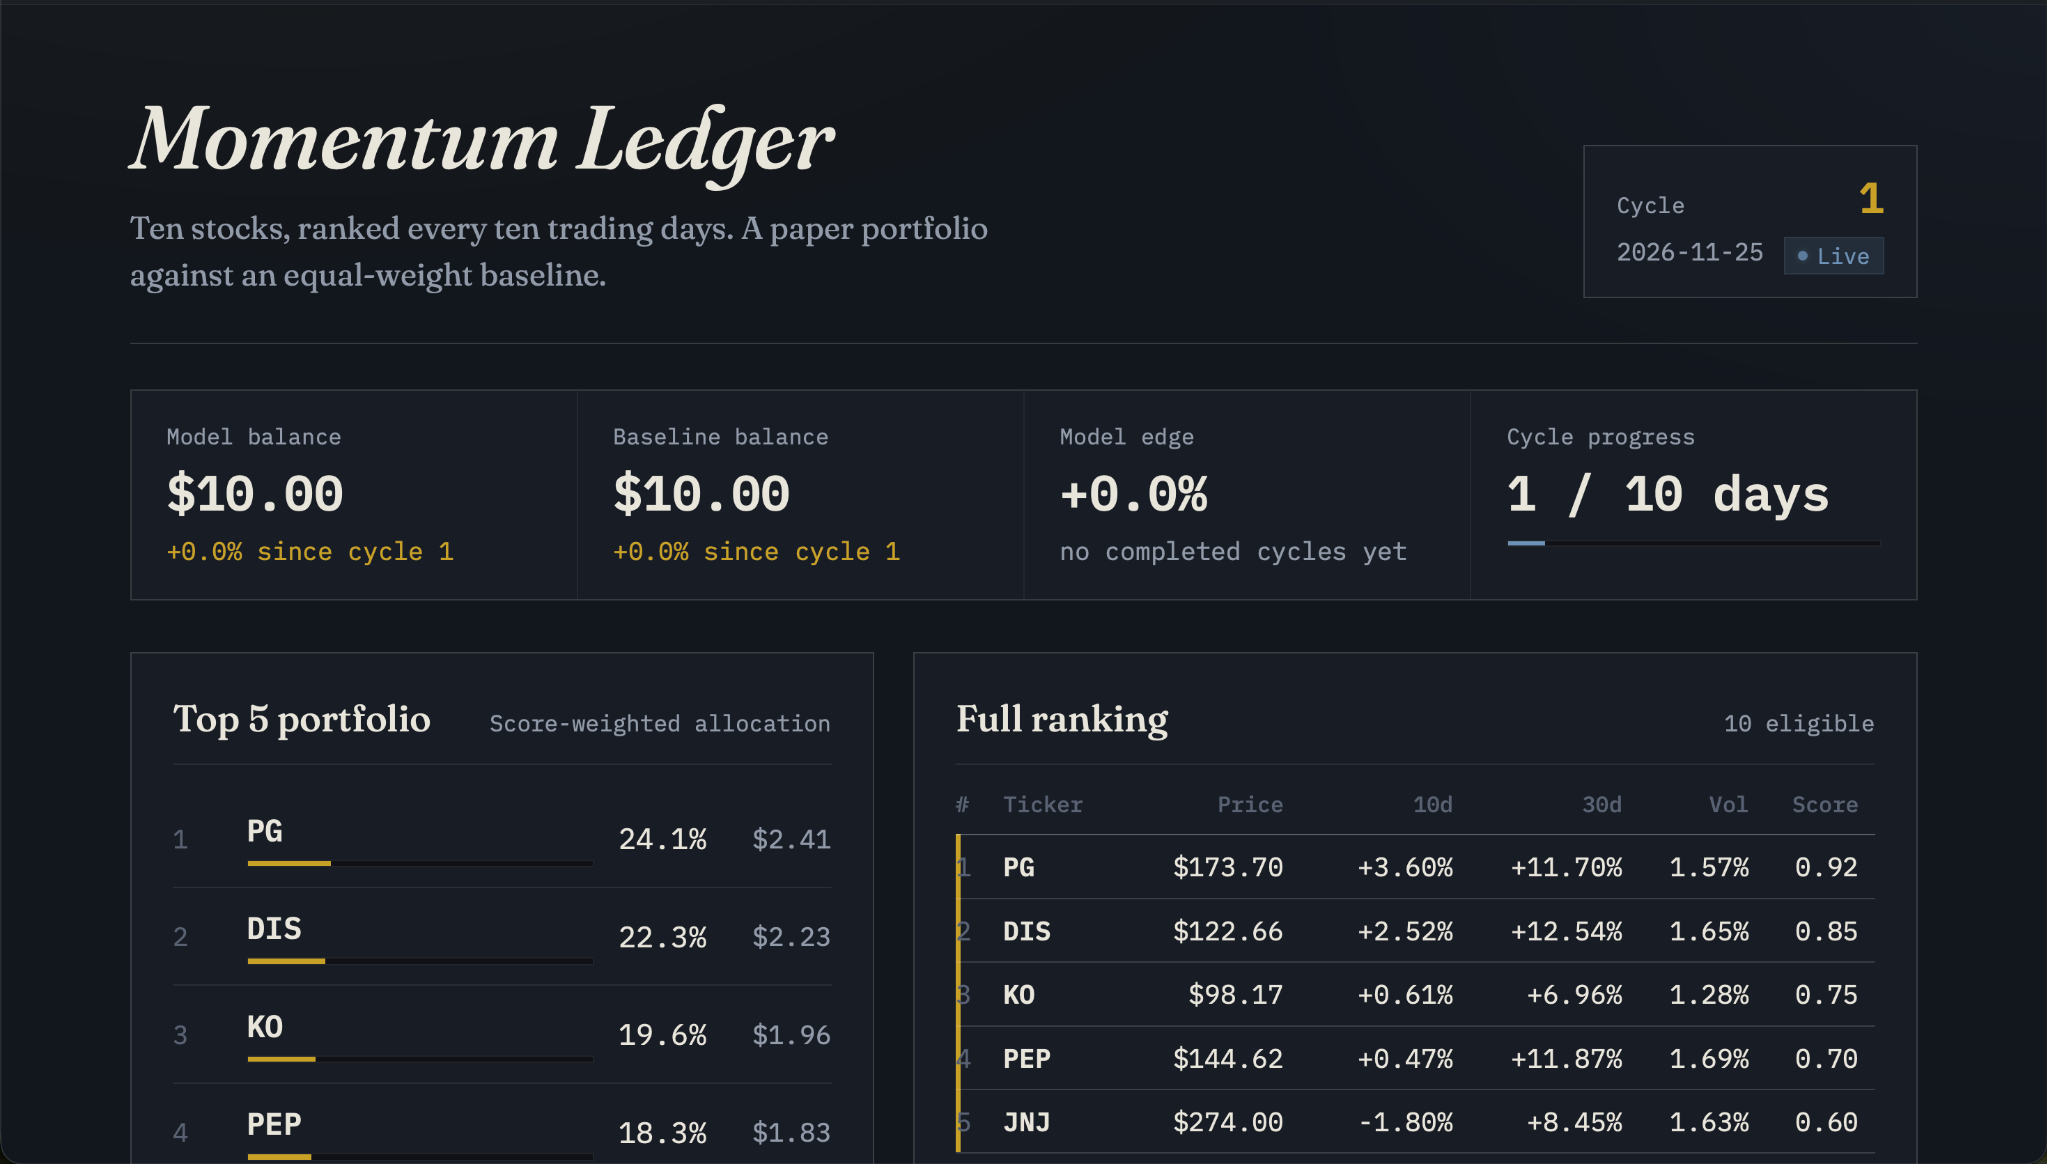 Momentum Ledger
Ten stocks, ranked every ten trading days. A paper portfolio
against an equal-weight baseline.
Cycle 1
2026-11-25 Live
Model balance
$10.00
+0.0% since cycle 1
Baseline balance
$10.00
+0.0% since cycle 1
Model edge
+0.0%
no completed cycles yet
Cycle progress
1 / 10 days
Top 5 portfolio Score-weighted allocation
1 PG 24.1% $2.41
2 DIS 22.3% $2.23
3 KO 19.6% $1.96
4 PEP 18.3% $1.83
Full ranking 10 eligible
# Ticker Price 10d 30d Vol Score
1 PG $173.70 +3.60% +11.70% 1.57% 0.92
2 DIS $122.66 +2.52% +12.54% 1.65% 0.85
3 KO $98.17 +0.61% +6.96% 1.28% 0.75
4 PEP $144.62 +0.47% +11.87% 1.69% 0.70
5 JNJ $274.00 -1.80% +8.45% 1.63% 0.60